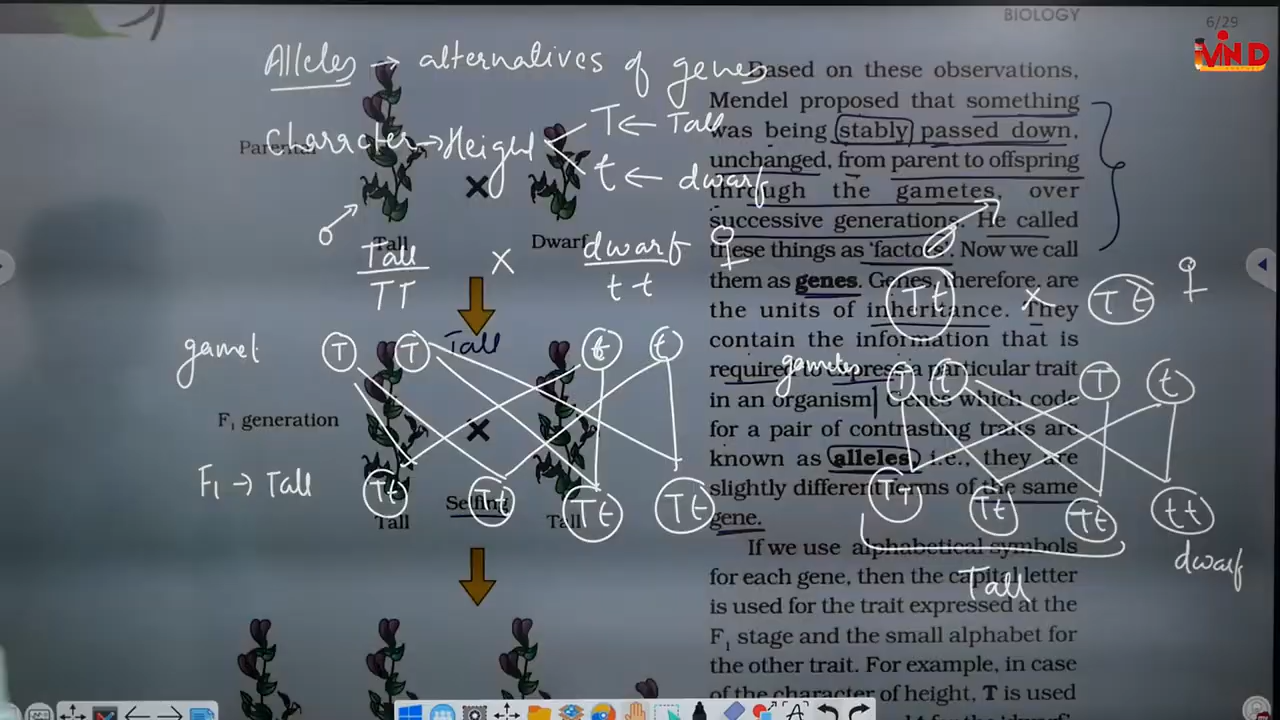 BIOLOGY
6/29
MIND
Alleles → alternatives of genes
Character → Height
T ← Tall
t ← dwarf
Parental
×
Tall
Dwarf
Tall × dwarf
TT
tt
♂
♀
gamet
T T t t
Tall
F₁ generation
×
F₁ → Tall
Tt Tt Tt Tt
Tall
Selfing
Tall
Based on these observations,
Mendel proposed that something
was being stably passed down,
unchanged, from parent to offspring
through the gametes, over
successive generations. He called
these things as 'factors'. Now we call
them as genes. Genes, therefore, are
the units of inheritance. They
contain the information that is
required to express a particular trait
in an organism. Genes which code
for a pair of contrasting traits are
known as alleles, i.e., they are
slightly different forms of the same
gene.
If we use alphabetical symbols
for each gene, then the capital letter
is used for the trait expressed at the
F₁ stage and the small alphabet for
the other trait. For example, in case
of the character of height, T is used
♂
Tt × Tt ♀
gametes
T t T t
TT Tt Tt tt
Tall
dwarf